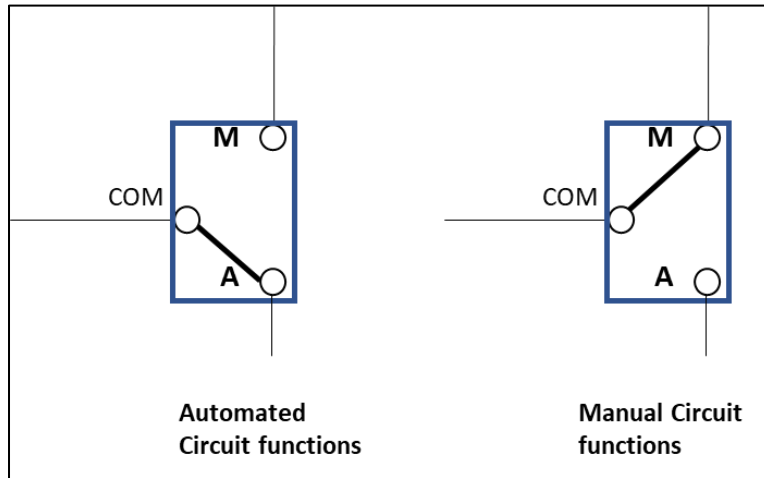 M
COM
A
Automated
Circuit functions
M
COM
A
Manual Circuit
functions